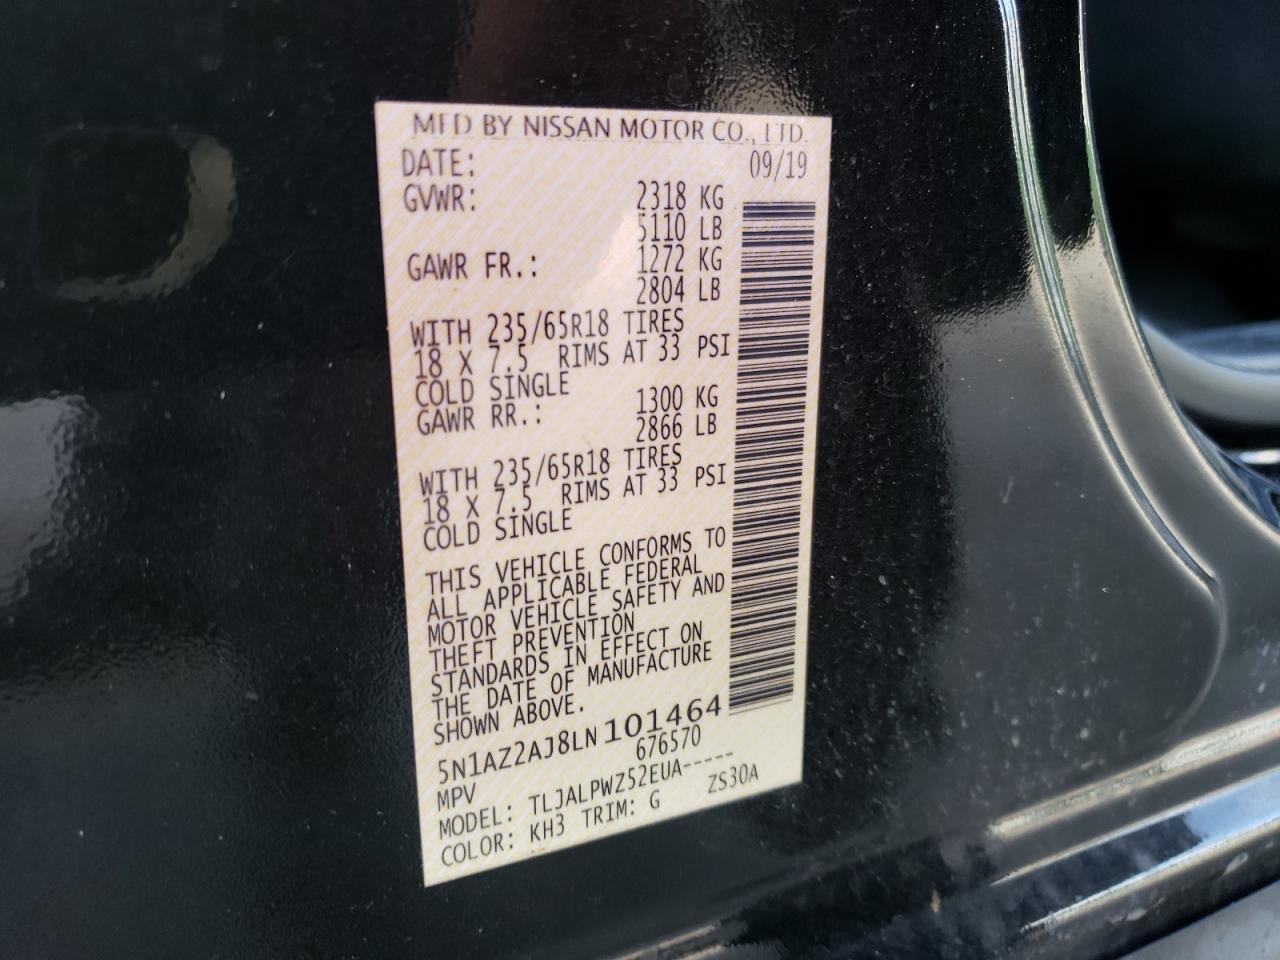 MFD BY NISSAN MOTOR CO., LTD.
DATE: 09/19
GVWR: 2318 KG
5110 LB
GAWR FR.: 1272 KG
2804 LB
WITH 235/65R18 TIRES
18 X 7.5 RIMS AT 33 PSI
COLD SINGLE
GAWR RR.: 1300 KG
2866 LB
WITH 235/65R18 TIRES
18 X 7.5 RIMS AT 33 PSI
COLD SINGLE
THIS VEHICLE CONFORMS TO
ALL APPLICABLE FEDERAL
MOTOR VEHICLE SAFETY AND
THEFT PREVENTION
STANDARDS IN EFFECT ON
THE DATE OF MANUFACTURE
SHOWN ABOVE.
5N1AZ2AJ8LN101464
MPV 676570
MODEL: TLJALPWZ52EUA-----
COLOR: KH3 TRIM: G ZS30A